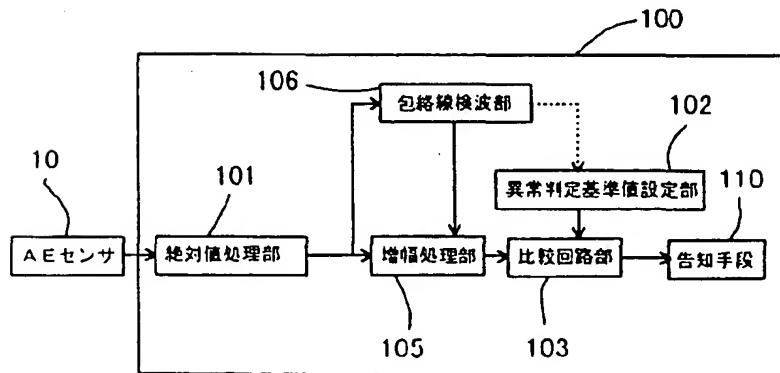 100
106
包絡線検波部
102
10
101
異常判定基準値設定部
110
AEセンサ
絶対値処理部
増幅処理部
比較回路部
告知手段
105
103